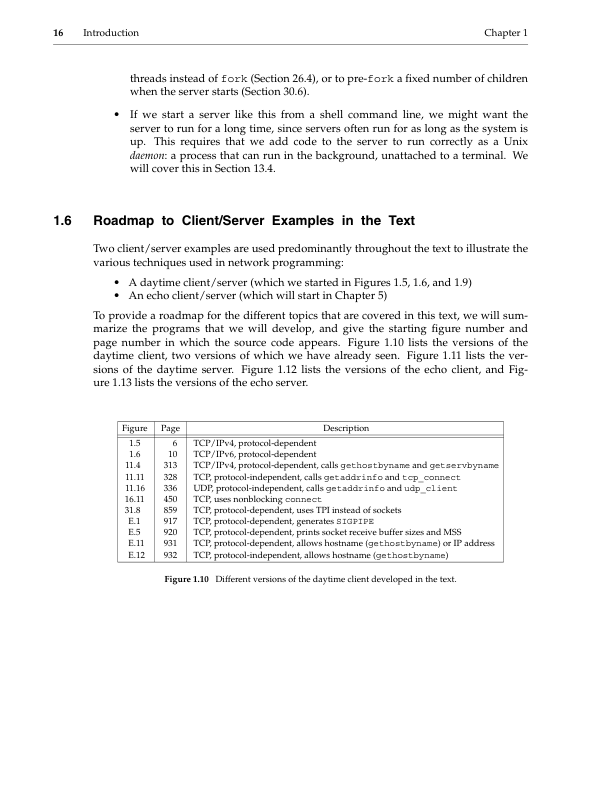 16 Introduction Chapter 1
threads instead of fork (Section 26.4), or to pre-fork a fixed number of children
when the server starts (Section 30.6).
• If we start a server like this from a shell command line, we might want the
server to run for a long time, since servers often run for as long as the system is
up. This requires that we add code to the server to run correctly as a Unix
daemon: a process that can run in the background, unattached to a terminal. We
will cover this in Section 13.4.
1.6 Roadmap to Client/Server Examples in the Text
Two client/server examples are used predominantly throughout the text to illustrate the
various techniques used in network programming:
• A daytime client/server (which we started in Figures 1.5, 1.6, and 1.9)
• An echo client/server (which will start in Chapter 5)
To provide a roadmap for the different topics that are covered in this text, we will sum-
marize the programs that we will develop, and give the starting figure number and
page number in which the source code appears. Figure 1.10 lists the versions of the
daytime client, two versions of which we have already seen. Figure 1.11 lists the ver-
sions of the daytime server. Figure 1.12 lists the versions of the echo client, and Fig-
ure 1.13 lists the versions of the echo server.
Figure Page Description
1.5 6 TCP/IPv4, protocol-dependent
1.6 10 TCP/IPv6, protocol-dependent
11.4 313 TCP/IPv4, protocol-dependent, calls gethostbyname and getservbyname
11.11 328 TCP, protocol-independent, calls getaddrinfo and tcp_connect
11.16 336 UDP, protocol-independent, calls getaddrinfo and udp_client
16.11 450 TCP, uses nonblocking connect
31.8 859 TCP, protocol-dependent, uses TPI instead of sockets
E.1 917 TCP, protocol-dependent, generates SIGPIPE
E.5 920 TCP, protocol-dependent, prints socket receive buffer sizes and MSS
E.11 931 TCP, protocol-dependent, allows hostname (gethostbyname) or IP address
E.12 932 TCP, protocol-independent, allows hostname (gethostbyname)
Figure 1.10 Different versions of the daytime client developed in the text.